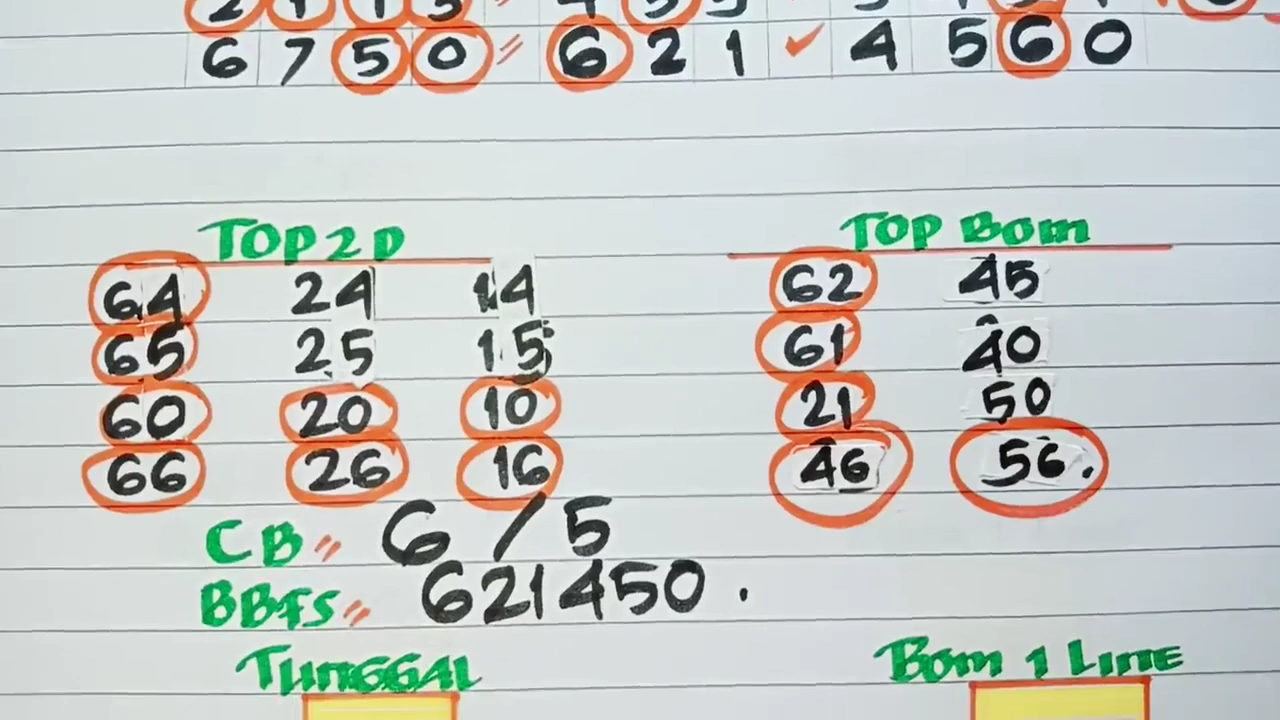 6 7 5 0 = 6 2 1 ✓ 4 5 6 0
TOP 2D
64 24 14
65 25 15
60 20 10
66 26 16
TOP Bom
62 45
61 40
21 50
46 56.
CB = 6 / 5
BBFS = 621450.
TUNGGAL
Bom 1 Line